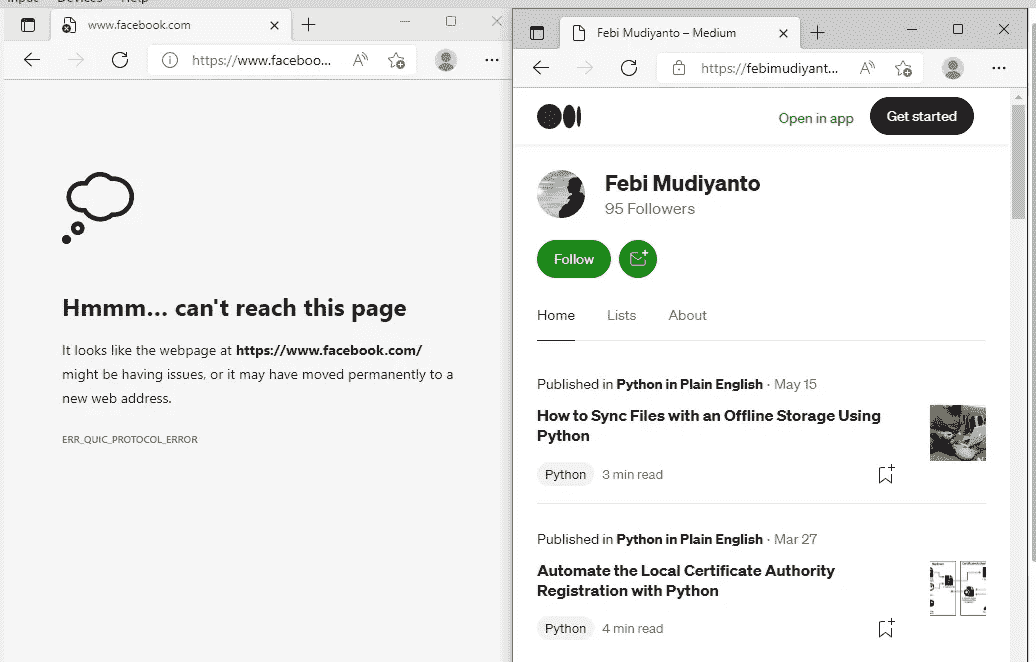 Input Devices Help
www.facebook.com
https://www.faceboo...
Hmmm... can't reach this page
It looks like the webpage at https://www.facebook.com/
might be having issues, or it may have moved permanently to a
new web address.
ERR_QUIC_PROTOCOL_ERROR
Febi Mudiyanto – Medium
https://febimudiyant...
Open in app
Get started
Febi Mudiyanto
95 Followers
Follow
Home Lists About
Published in Python in Plain English · May 15
How to Sync Files with an Offline Storage Using
Python
Python 3 min read
Published in Python in Plain English · Mar 27
Automate the Local Certificate Authority
Registration with Python
Python 4 min read